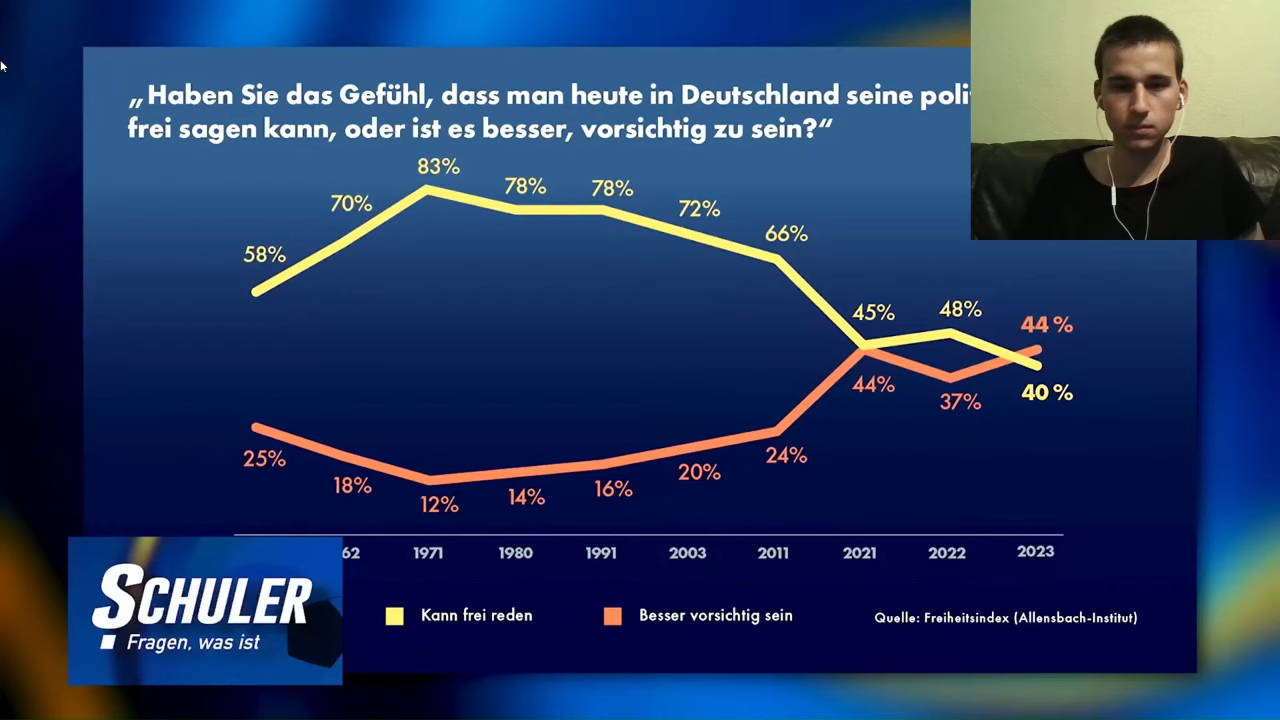 „Haben Sie das Gefühl, dass man heute in Deutschland seine poli
frei sagen kann, oder ist es besser, vorsichtig zu sein?“
83%
78%
78%
70%
72%
66%
58%
45%
48%
44 %
44%
37%
40 %
25%
18%
12%
14%
16%
20%
24%
62 1971 1980 1991 2003 2011 2021 2022 2023
SCHULER
Fragen, was ist
Kann frei reden
Besser vorsichtig sein
Quelle: Freiheitsindex (Allensbach-Institut)